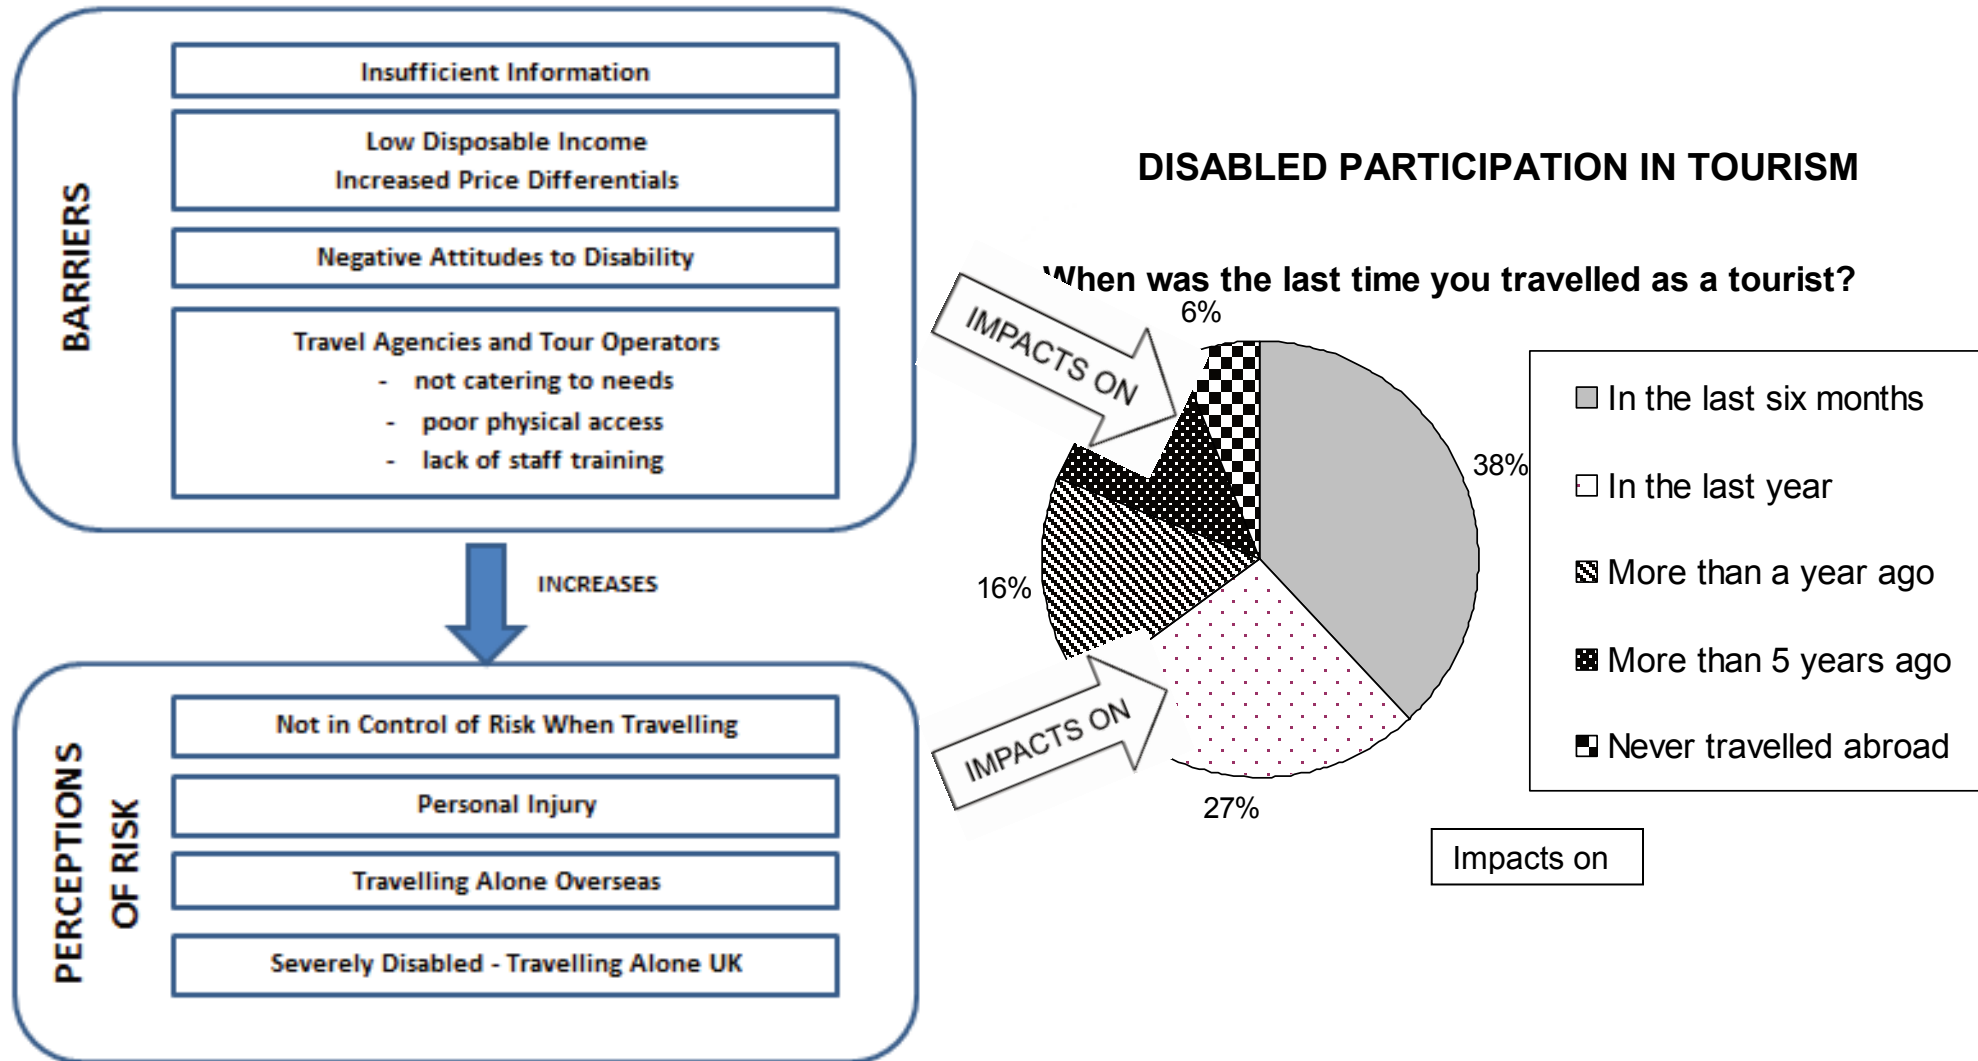 BARRIERS
Insufficient Information
Low Disposable Income
Increased Price Differentials
Negative Attitudes to Disability
Travel Agencies and Tour Operators
- not catering to needs
- poor physical access
- lack of staff training
INCREASES
PERCEPTIONS
OF RISK
Not in Control of Risk When Travelling
Personal Injury
Travelling Alone Overseas
Severely Disabled - Travelling Alone UK
IMPACTS ON
IMPACTS ON
DISABLED PARTICIPATION IN TOURISM
When was the last time you travelled as a tourist?
6%
38%
16%
27%
In the last six months
In the last year
More than a year ago
More than 5 years ago
Never travelled abroad
Impacts on